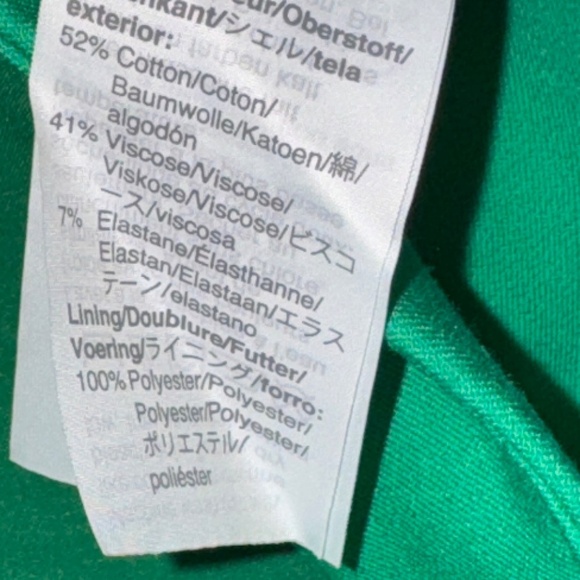 eur/Oberstoff/
enkant/シェル/tela
exterior:
52% Cotton/Coton/
Baumwolle/Katoen/綿/
algodón
41% Viscose/Viscose/
Viskose/Viscose/ビスコ
ース/viscosa
7% Elastane/Élasthanne/
Elastan/Elastaan/エラス
テーン/elastano
Lining/Doublure/Futter/
Voering/ライニング/forro:
100% Polyester/Polyester/
Polyester/Polyester/
ポリエステル/
poliéster